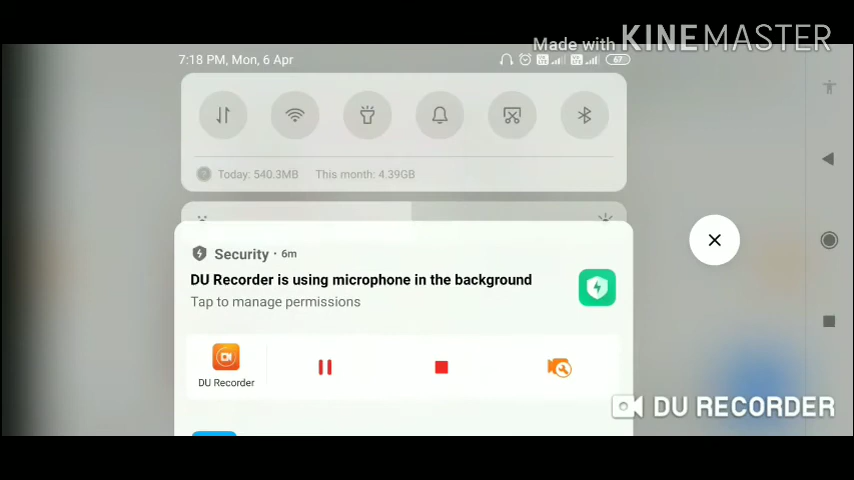 Made with KINEMASTER
7:18 PM, Mon, 6 Apr
67
Today: 540.3MB This month: 4.39GB
Security · 6m
DU Recorder is using microphone in the background
Tap to manage permissions
DU Recorder
DU RECORDER